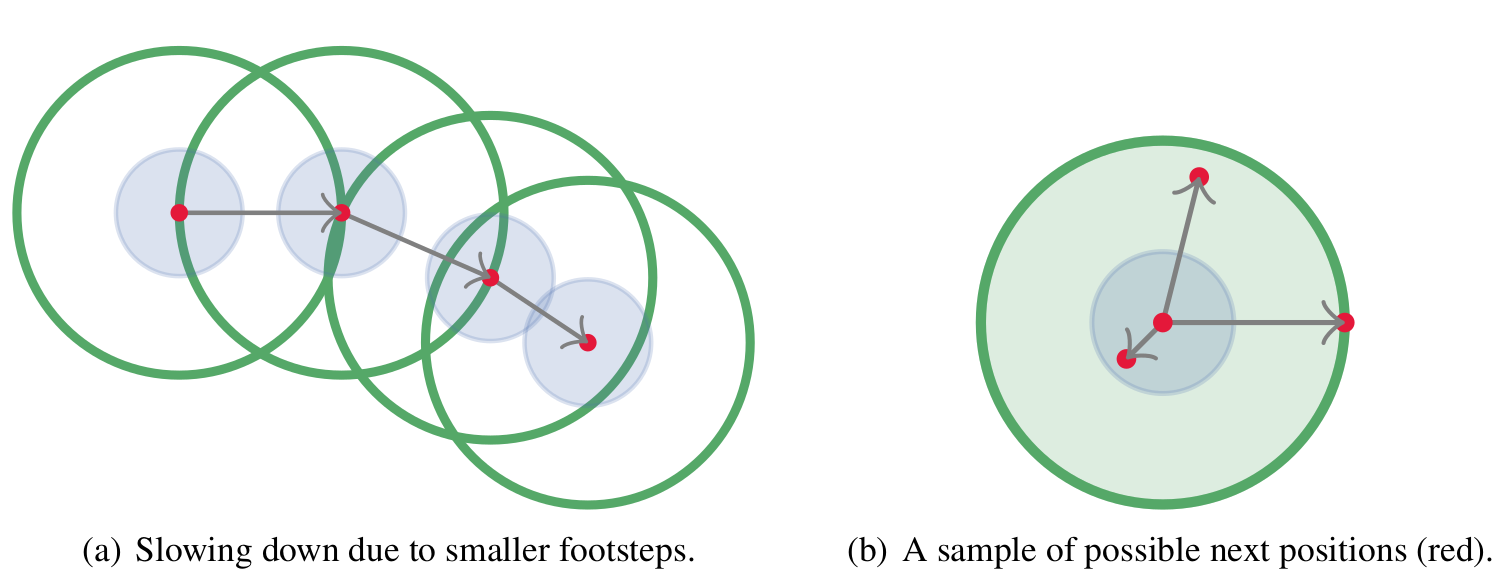 (a) Slowing down due to smaller footsteps.
(b) A sample of possible next positions (red).